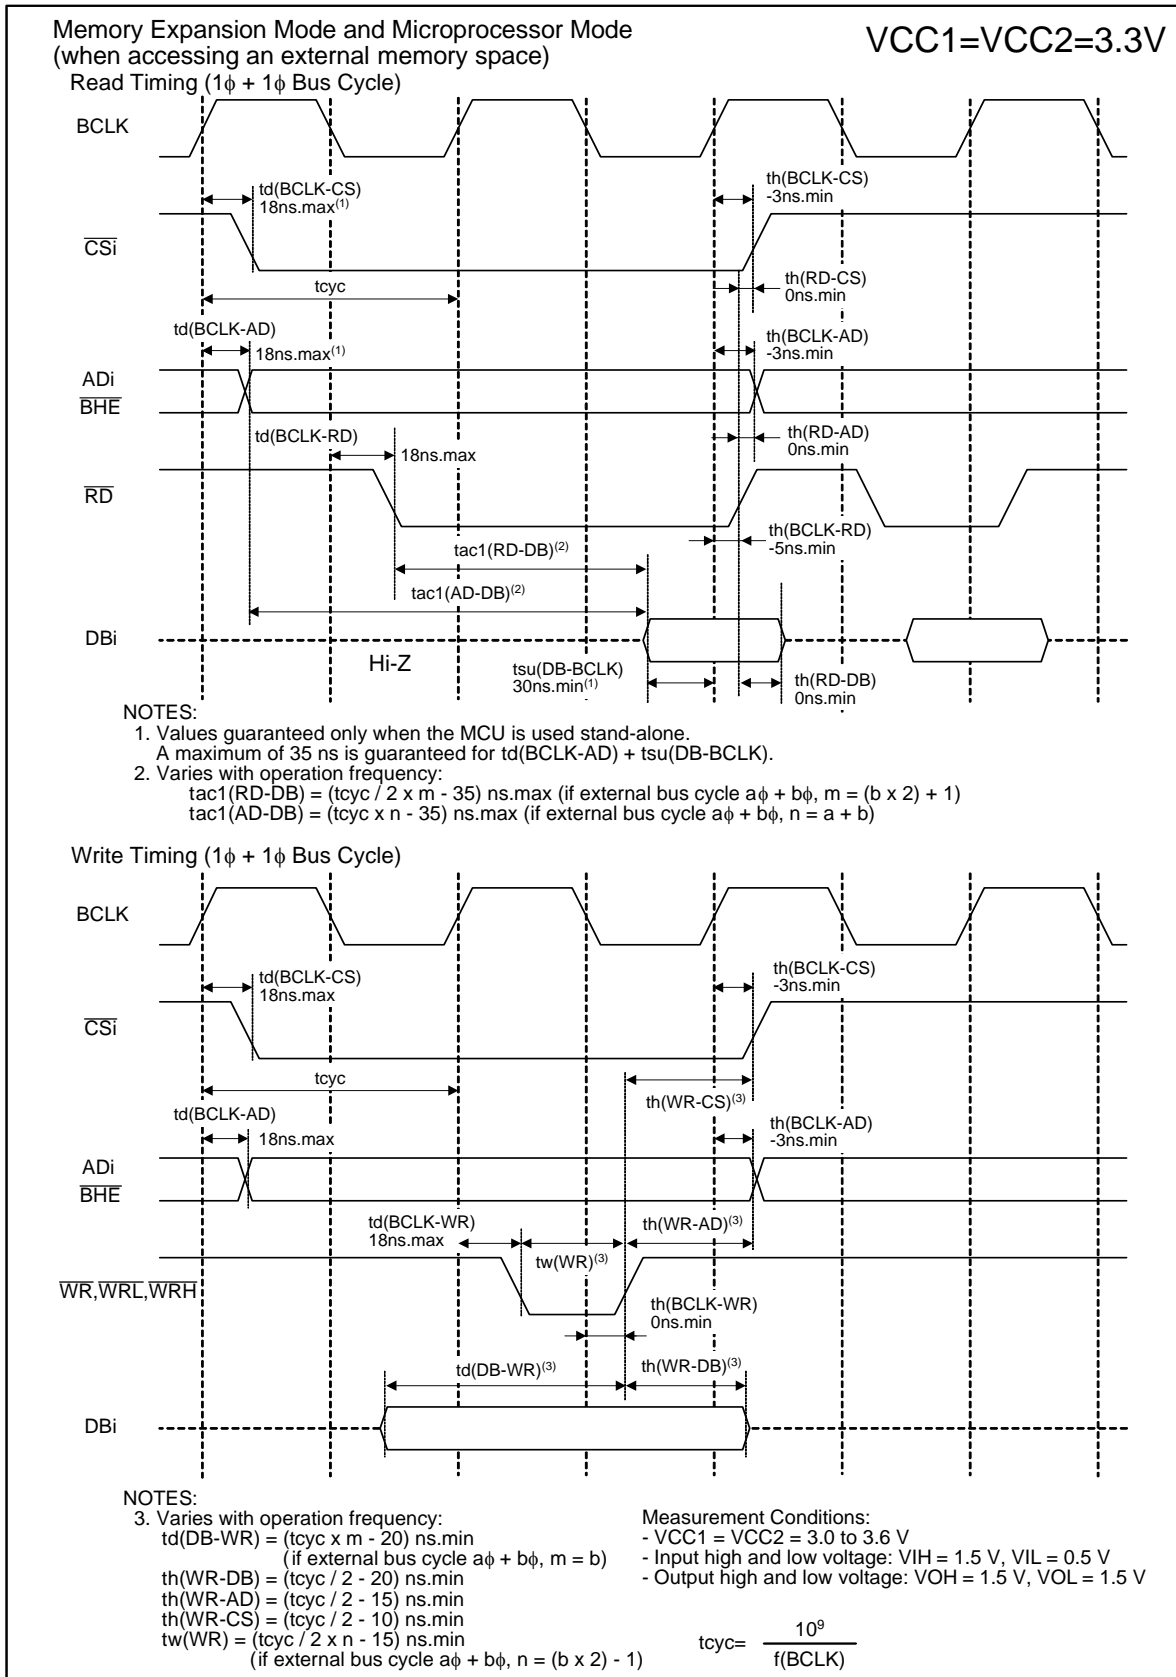 Memory Expansion Mode and Microprocessor Mode
(when accessing an external memory space)
VCC1=VCC2=3.3V
Read Timing (1ϕ + 1ϕ Bus Cycle)
BCLK
td(BCLK-CS)
18ns.max(1)
th(BCLK-CS)
-3ns.min
CSi
th(RD-CS)
0ns.min
tcyc
td(BCLK-AD)
18ns.max(1)
th(BCLK-AD)
-3ns.min
ADi
BHE
td(BCLK-RD)
18ns.max
th(RD-AD)
0ns.min
RD
th(BCLK-RD)
-5ns.min
tac1(RD-DB)(2)
tac1(AD-DB)(2)
DBi
Hi-Z
tsu(DB-BCLK)
30ns.min(1)
th(RD-DB)
0ns.min
NOTES:
1. Values guaranteed only when the MCU is used stand-alone.
A maximum of 35 ns is guaranteed for td(BCLK-AD) + tsu(DB-BCLK).
2. Varies with operation frequency:
tac1(RD-DB) = (tcyc / 2 x m - 35) ns.max (if external bus cycle aϕ + bϕ, m = (b x 2) + 1)
tac1(AD-DB) = (tcyc x n - 35) ns.max (if external bus cycle aϕ + bϕ, n = a + b)
Write Timing (1ϕ + 1ϕ Bus Cycle)
BCLK
td(BCLK-CS)
18ns.max
th(BCLK-CS)
-3ns.min
CSi
tcyc
th(WR-CS)(3)
td(BCLK-AD)
18ns.max
th(BCLK-AD)
-3ns.min
ADi
BHE
td(BCLK-WR)
18ns.max
th(WR-AD)(3)
tw(WR)(3)
WR,WRL,WRH
th(BCLK-WR)
0ns.min
td(DB-WR)(3)
th(WR-DB)(3)
DBi
NOTES:
3. Varies with operation frequency:
td(DB-WR) = (tcyc x m - 20) ns.min
(if external bus cycle aϕ + bϕ, m = b)
th(WR-DB) = (tcyc / 2 - 20) ns.min
th(WR-AD) = (tcyc / 2 - 15) ns.min
th(WR-CS) = (tcyc / 2 - 10) ns.min
tw(WR) = (tcyc / 2 x n - 15) ns.min
(if external bus cycle aϕ + bϕ, n = (b x 2) - 1)
Measurement Conditions:
- VCC1 = VCC2 = 3.0 to 3.6 V
- Input high and low voltage: VIH = 1.5 V, VIL = 0.5 V
- Output high and low voltage: VOH = 1.5 V, VOL = 1.5 V
tcyc= 10⁹
f(BCLK)